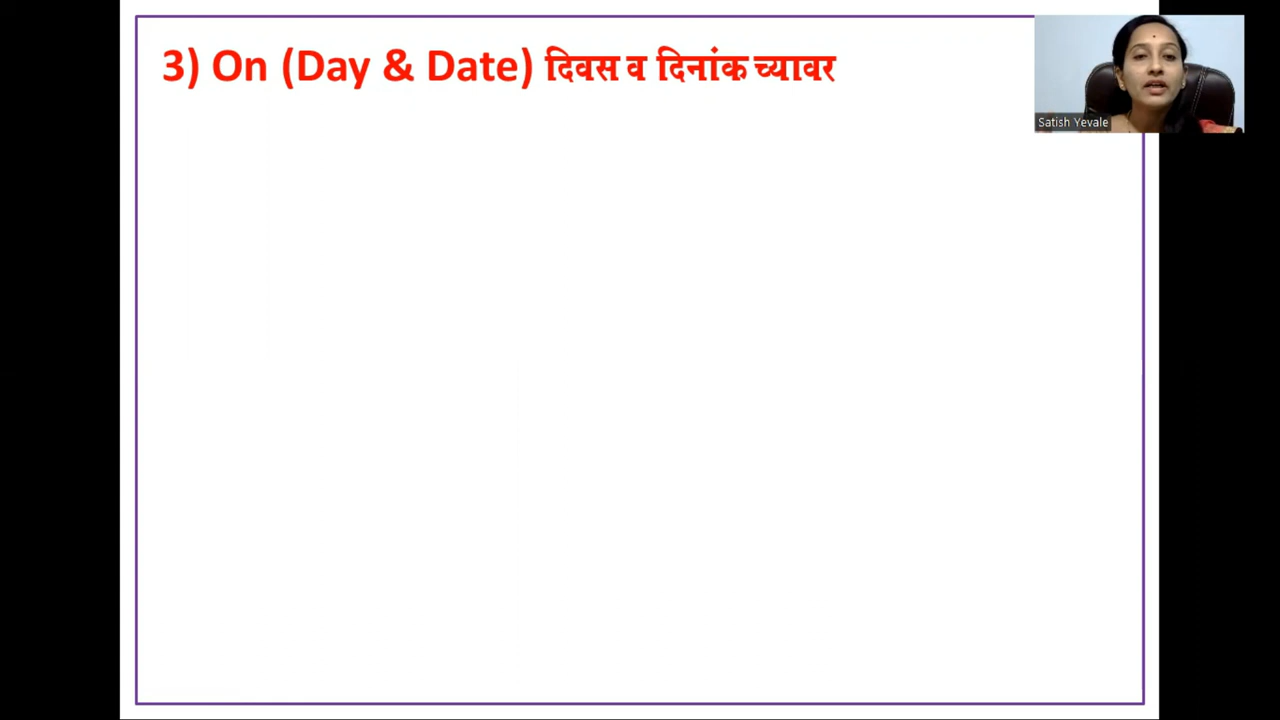 3) On (Day & Date) दिवस व दिनांक च्यावर
Satish Yevale